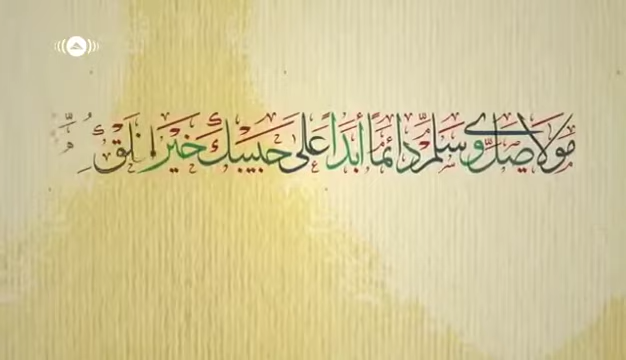 مولاي صل وسلم دائماً أبداً على حبيبك خير الخلق